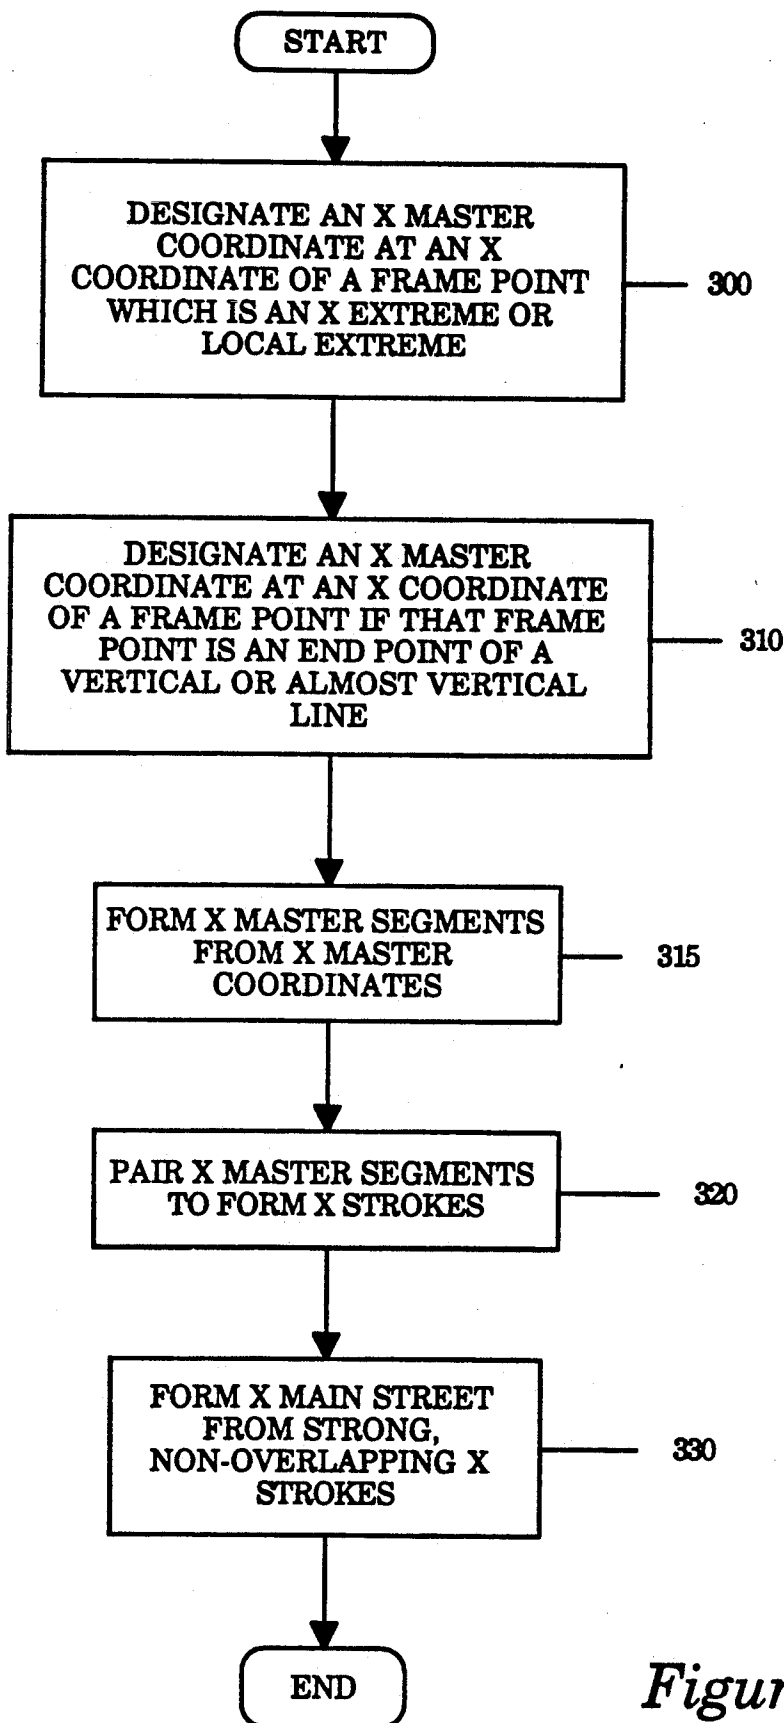 START
DESIGNATE AN X MASTER
COORDINATE AT AN X
COORDINATE OF A FRAME POINT
WHICH IS AN X EXTREME OR
LOCAL EXTREME
300
DESIGNATE AN X MASTER
COORDINATE AT AN X COORDINATE
OF A FRAME POINT IF THAT FRAME
POINT IS AN END POINT OF A
VERTICAL OR ALMOST VERTICAL
LINE
310
FORM X MASTER SEGMENTS
FROM X MASTER
COORDINATES
315
PAIR X MASTER SEGMENTS
TO FORM X STROKES
320
FORM X MAIN STREET
FROM STRONG,
NON-OVERLAPPING X
STROKES
330
END
Figur